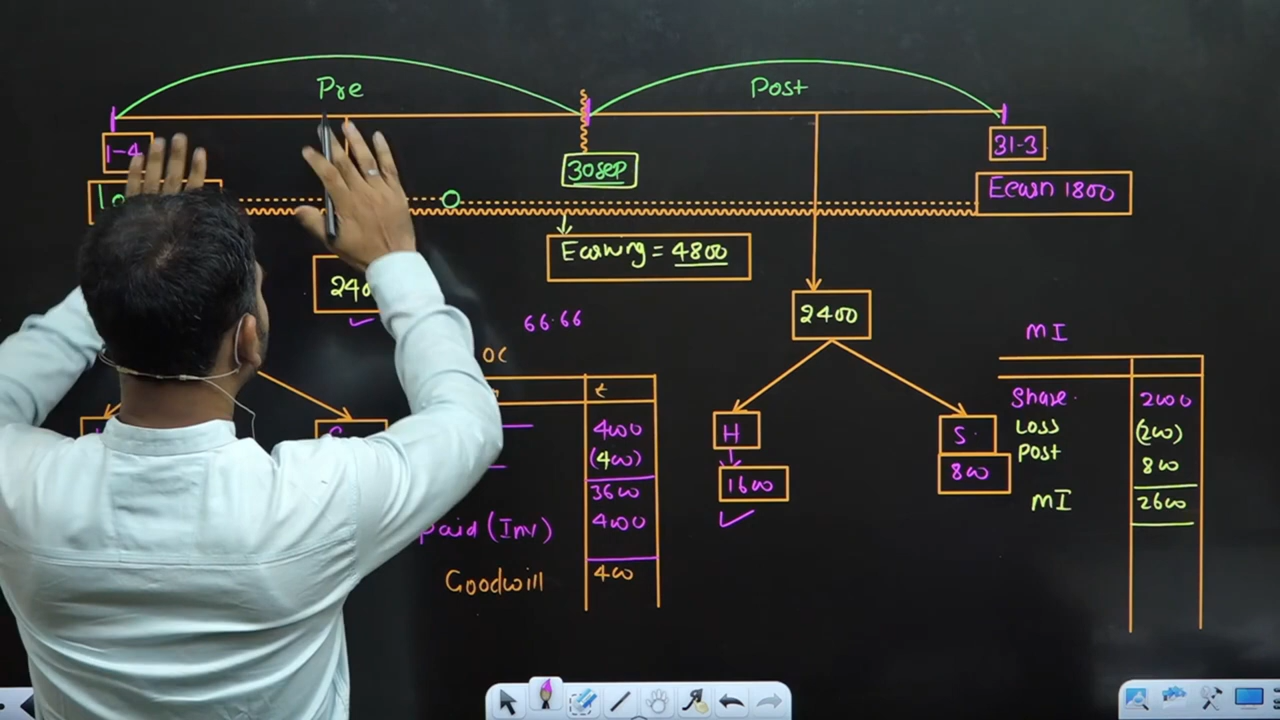 Pre
Post
1-4
30sep
31-3
Lo
Earn 1800
Earning = 4800
240
2400
66.66
MI
OC
t
4000
(400)
3600
Paid (Inv) 4000
Goodwill 400
H
1600
S
800
Share 2000
Loss (200)
Post 800
MI 2600